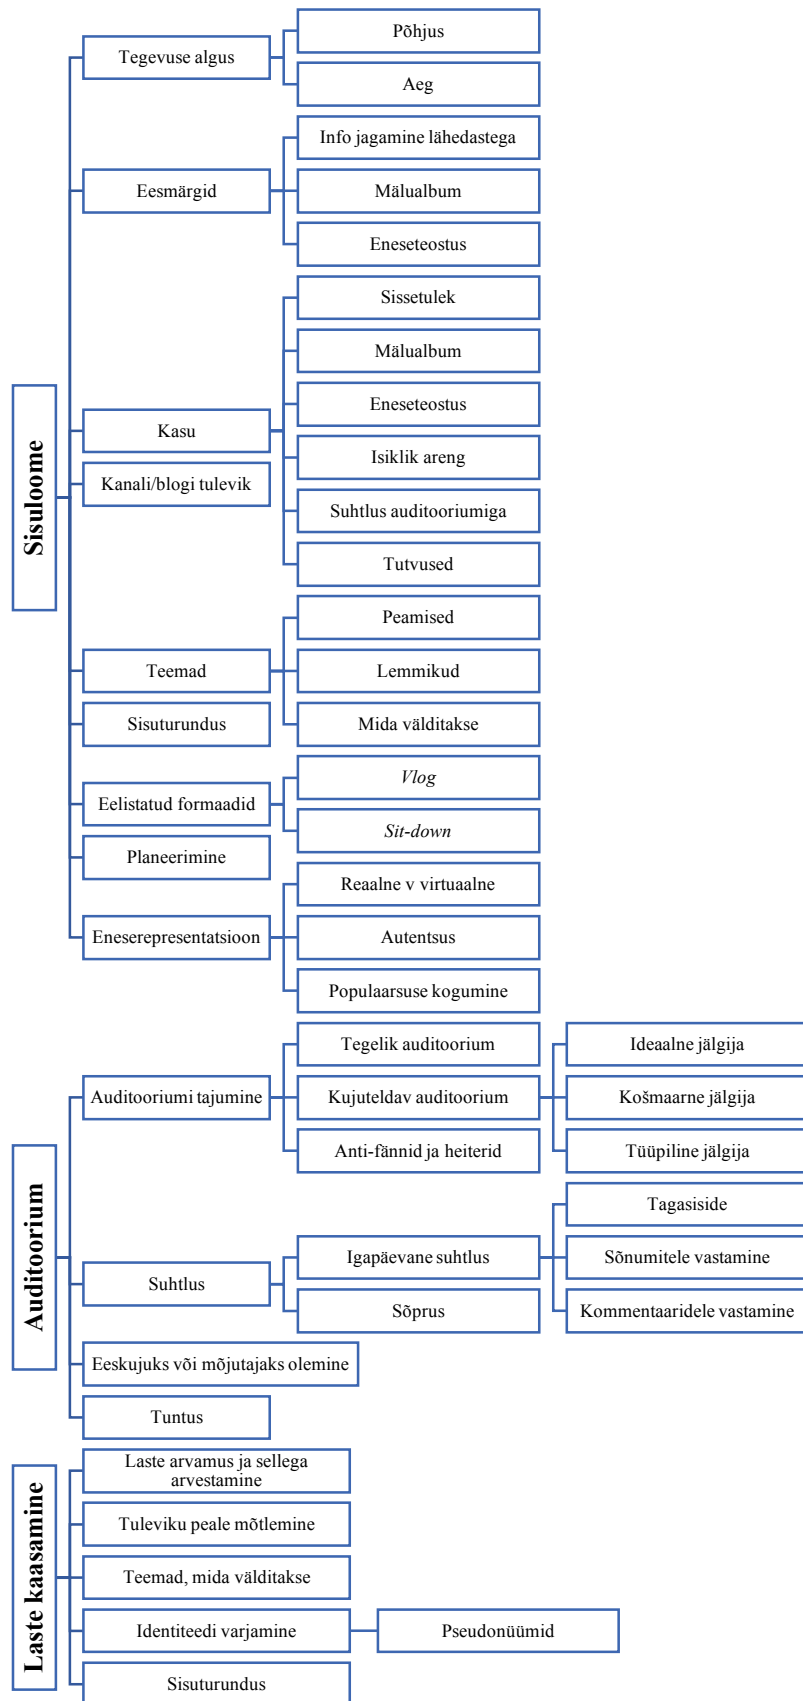 Sisuloome
Tegevuse algus
Põhjus
Aeg
Eesmärgid
Info jagamine lähedastega
Mälualbum
Eneseteostus
Kasu
Sissetulek
Mälualbum
Eneseteostus
Isiklik areng
Suhtlus auditooriumiga
Tutvused
Kanali/blogi tulevik
Teemad
Peamised
Lemmikud
Mida välditakse
Sisuturundus
Eelistatud formaadid
Vlog
Sit-down
Planeerimine
Eneserepresentatsioon
Reaalne v virtuaalne
Autentsus
Populaarsuse kogumine
Auditoorium
Auditooriumi tajumine
Tegelik auditoorium
Kujuteldav auditoorium
Ideaalne jälgija
Košmaarne jälgija
Tüüpiline jälgija
Anti-fännid ja heiterid
Suhtlus
Igapäevane suhtlus
Tagasiside
Sõnumitele vastamine
Kommentaaridele vastamine
Sõprus
Eeskujuks või mõjutajaks olemine
Tuntus
Laste kaasamine
Laste arvamus ja sellega
arvestamine
Tuleviku peale mõtlemine
Teemad, mida välditakse
Identiteedi varjamine
Pseudonüümid
Sisuturundus